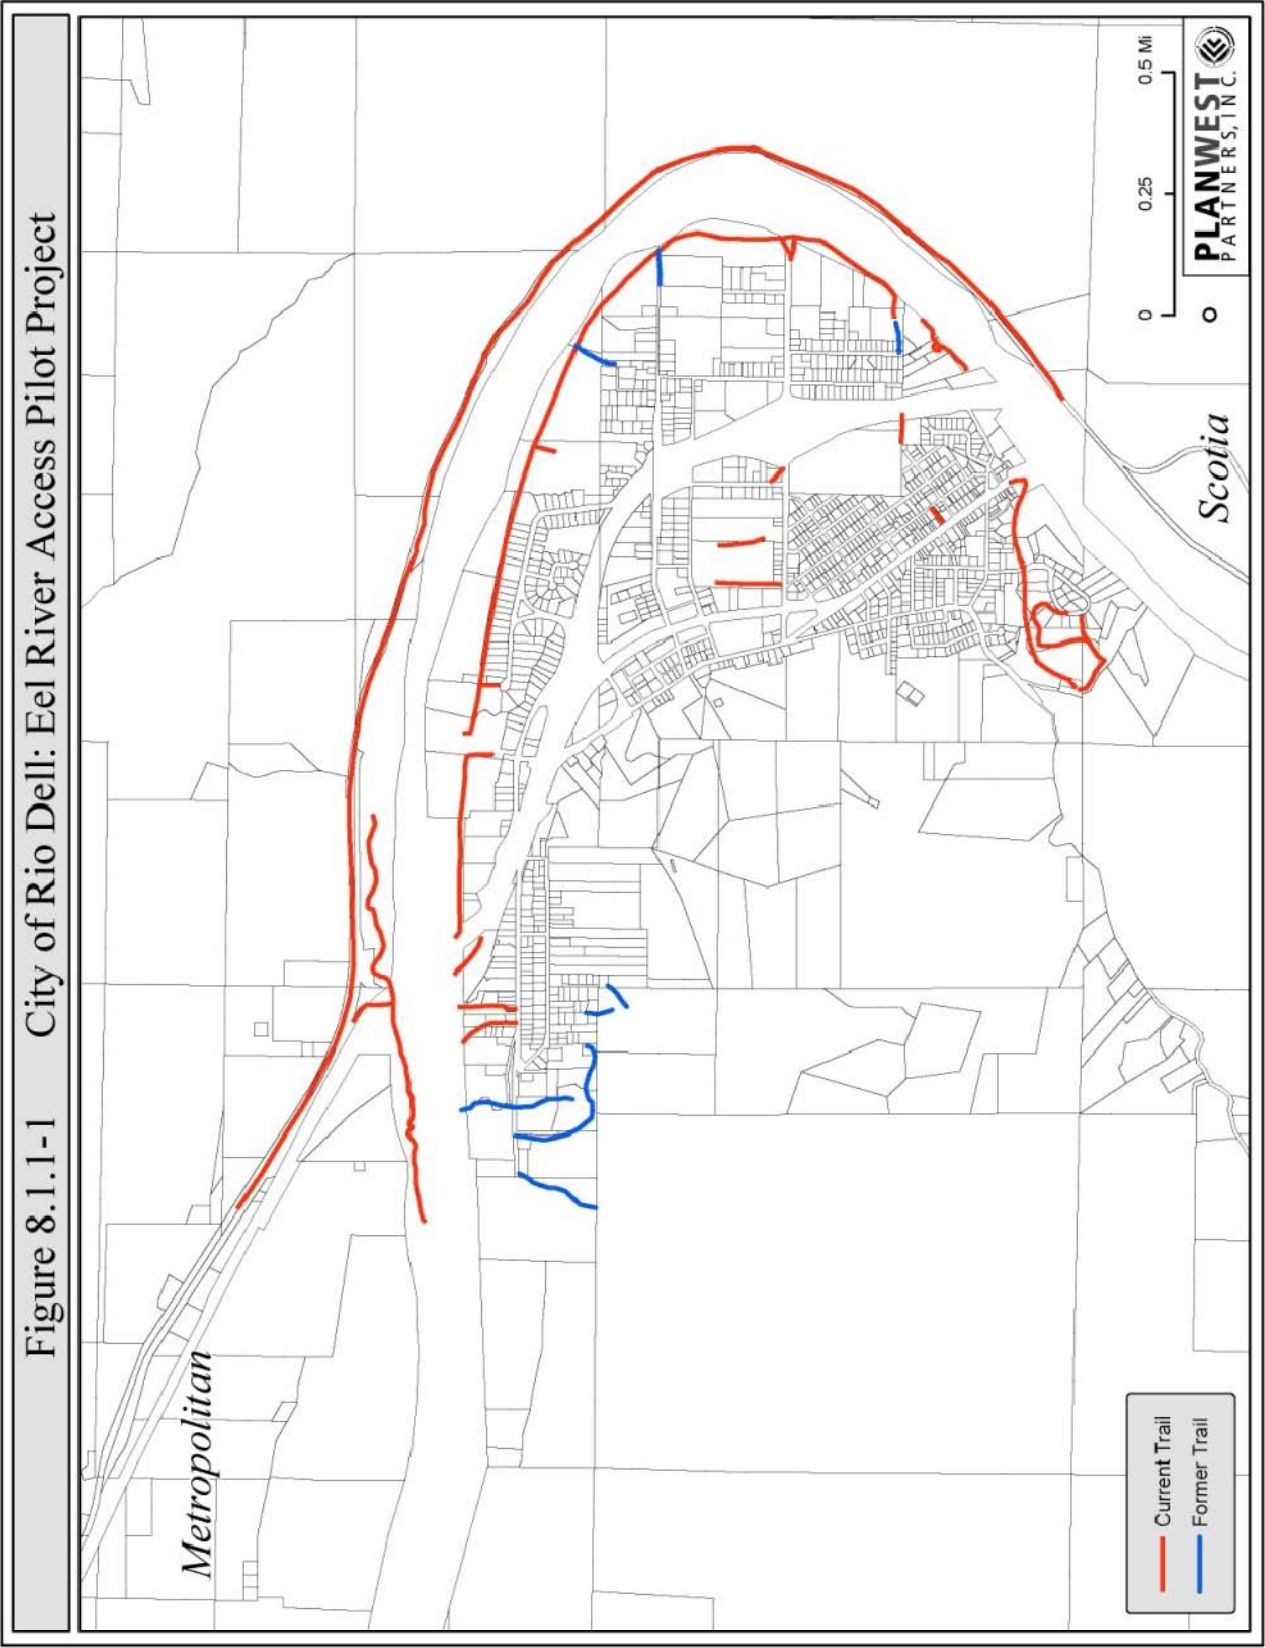 Figure 8.1.1-1 City of Rio Dell: Eel River Access Pilot Project
Metropolitan
Scotia
Current Trail
Former Trail
0 0.25 0.5 Mi
PLANWEST
PARTNERS, INC.